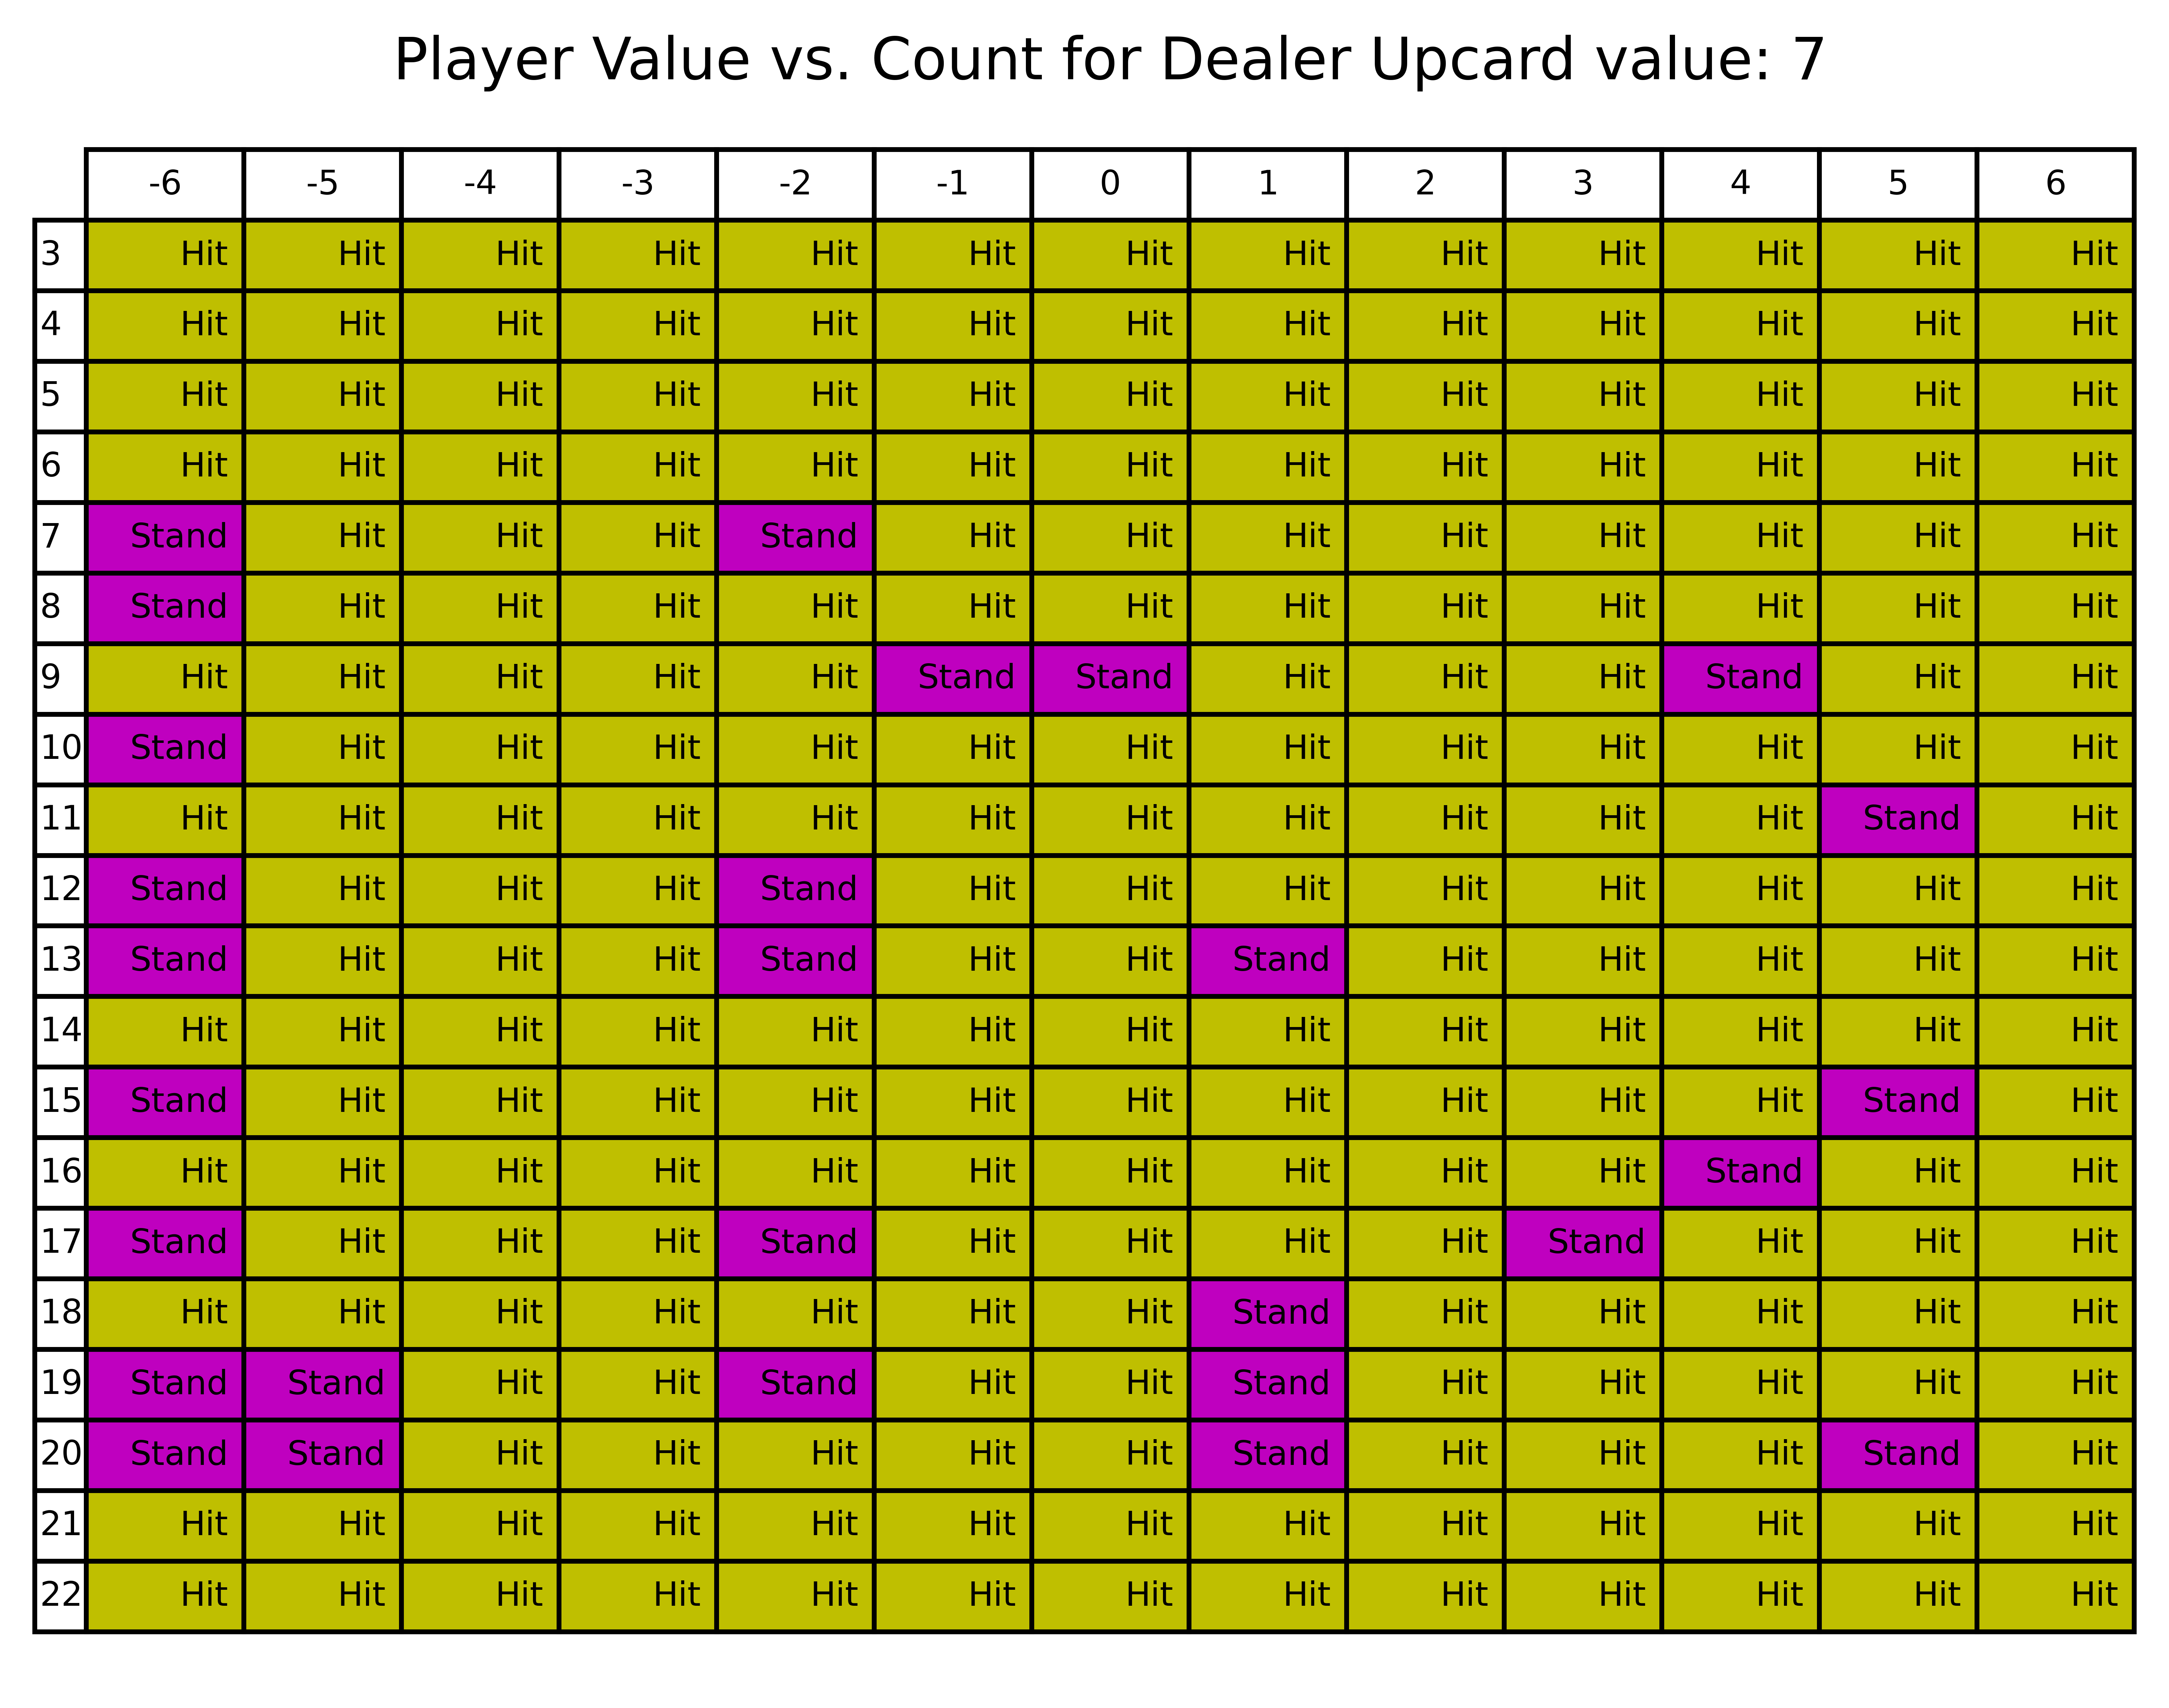 Player Value vs. Count for Dealer Upcard value: 7
-6 -5 -4 -3 -2 -1 0 1 2 3 4 5 6
3 Hit Hit Hit Hit Hit Hit Hit Hit Hit Hit Hit Hit Hit
4 Hit Hit Hit Hit Hit Hit Hit Hit Hit Hit Hit Hit Hit
5 Hit Hit Hit Hit Hit Hit Hit Hit Hit Hit Hit Hit Hit
6 Hit Hit Hit Hit Hit Hit Hit Hit Hit Hit Hit Hit Hit
7 Stand Hit Hit Hit Stand Hit Hit Hit Hit Hit Hit Hit Hit
8 Stand Hit Hit Hit Hit Hit Hit Hit Hit Hit Hit Hit Hit
9 Hit Hit Hit Hit Hit Stand Stand Hit Hit Hit Stand Hit Hit
10 Stand Hit Hit Hit Hit Hit Hit Hit Hit Hit Hit Hit Hit
11 Hit Hit Hit Hit Hit Hit Hit Hit Hit Hit Hit Stand Hit
12 Stand Hit Hit Hit Stand Hit Hit Hit Hit Hit Hit Hit Hit
13 Stand Hit Hit Hit Stand Hit Hit Stand Hit Hit Hit Hit Hit
14 Hit Hit Hit Hit Hit Hit Hit Hit Hit Hit Hit Hit Hit
15 Stand Hit Hit Hit Hit Hit Hit Hit Hit Hit Hit Stand Hit
16 Hit Hit Hit Hit Hit Hit Hit Hit Hit Hit Stand Hit Hit
17 Stand Hit Hit Hit Stand Hit Hit Hit Hit Stand Hit Hit Hit
18 Hit Hit Hit Hit Hit Hit Hit Stand Hit Hit Hit Hit Hit
19 Stand Stand Hit Hit Stand Hit Hit Stand Hit Hit Hit Hit Hit
20 Stand Stand Hit Hit Hit Hit Hit Stand Hit Hit Hit Stand Hit
21 Hit Hit Hit Hit Hit Hit Hit Hit Hit Hit Hit Hit Hit
22 Hit Hit Hit Hit Hit Hit Hit Hit Hit Hit Hit Hit Hit